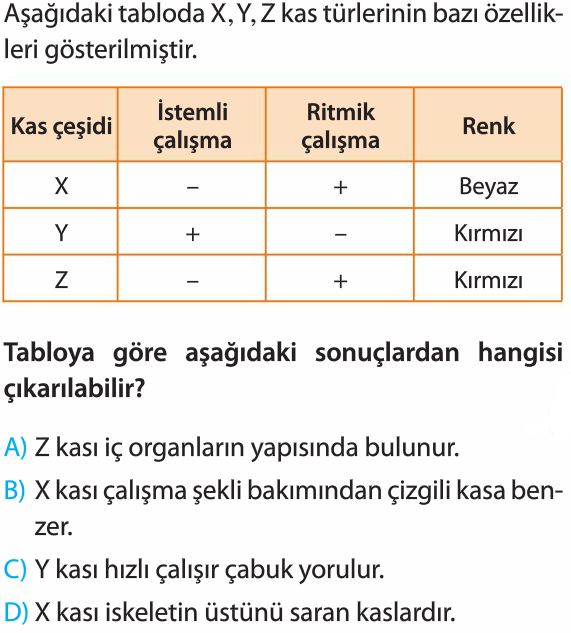 Aşağıdaki tabloda X, Y, Z kas türlerinin bazı özellik-
leri gösterilmiştir.
Kas çeşidi İstemli çalışma Ritmik çalışma Renk
X – + Beyaz
Y + – Kırmızı
Z – + Kırmızı
Tabloya göre aşağıdaki sonuçlardan hangisi
çıkarılabilir?
A) Z kası iç organların yapısında bulunur.
B) X kası çalışma şekli bakımından çizgili kasa ben-
zer.
C) Y kası hızlı çalışır çabuk yorulur.
D) X kası iskeletin üstünü saran kaslardır.